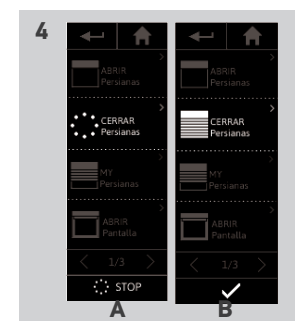 4
ABRIR
Persianas
CERRAR
Persianas
MY
Persianas
ABRIR
Pantalla
1/3
STOP
A
ABRIR
Persianas
CERRAR
Persianas
MY
Persianas
ABRIR
Pantalla
1/3
B